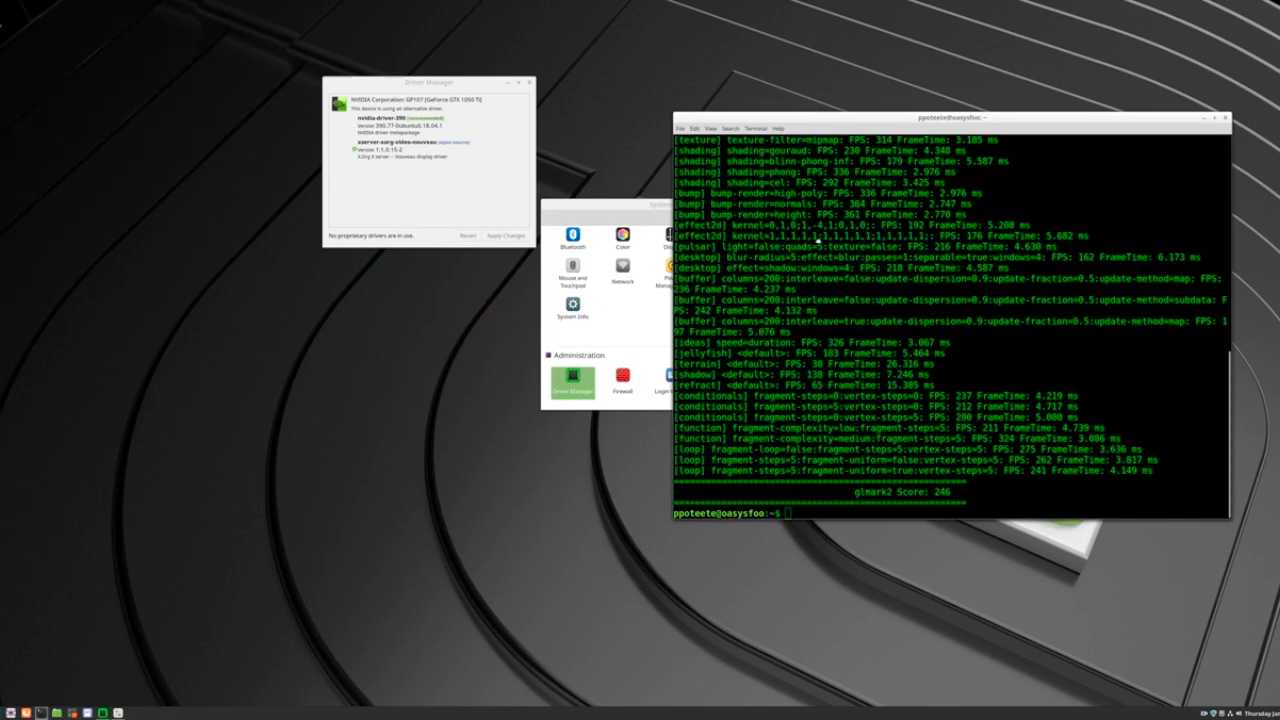 Driver Manager
NVIDIA Corporation: GP107 [GeForce GTX 1050 Ti]
This device is using an alternative driver.
nvidia-driver-390 (recommended)
Version 390.77-0ubuntu0.18.04.1
NVIDIA driver metapackage
xserver-xorg-video-nouveau (open-source)
Version 1:1.0.15-2
X.Org X server -- Nouveau display driver
No proprietary drivers are in use.
Revert
Apply Changes
System
Bluetooth
Color
Mouse and
Touchpad
Network
System Info
Administration
Driver Manager
Firewall
Login
ppoteete@oasysfoo: ~
File Edit View Search Terminal Help
[texture] texture-filter=mipmap: FPS: 314 FrameTime: 3.185 ms
[shading] shading=gouraud: FPS: 230 FrameTime: 4.348 ms
[shading] shading=blinn-phong-inf: FPS: 179 FrameTime: 5.587 ms
[shading] shading=phong: FPS: 336 FrameTime: 2.976 ms
[shading] shading=cel: FPS: 292 FrameTime: 3.425 ms
[bump] bump-render=high-poly: FPS: 336 FrameTime: 2.976 ms
[bump] bump-render=normals: FPS: 364 FrameTime: 2.747 ms
[bump] bump-render=height: FPS: 361 FrameTime: 2.770 ms
[effect2d] kernel=0,1,0;1,-4,1;0,1,0;: FPS: 192 FrameTime: 5.208 ms
[effect2d] kernel=1,1,1,1,1;1,1,1,1,1;1,1,1,1,1;: FPS: 176 FrameTime: 5.682 ms
[pulsar] light=false:quads=5:texture=false: FPS: 216 FrameTime: 4.630 ms
[desktop] blur-radius=5:effect=blur:passes=1:separable=true:windows=4: FPS: 162 FrameTime: 6.173 ms
[desktop] effect=shadow:windows=4: FPS: 218 FrameTime: 4.587 ms
[buffer] columns=200:interleave=false:update-dispersion=0.9:update-fraction=0.5:update-method=map: FPS:
236 FrameTime: 4.237 ms
[buffer] columns=200:interleave=false:update-dispersion=0.9:update-fraction=0.5:update-method=subdata: F
PS: 242 FrameTime: 4.132 ms
[buffer] columns=200:interleave=true:update-dispersion=0.9:update-fraction=0.5:update-method=map: FPS: 1
97 FrameTime: 5.076 ms
[ideas] speed=duration: FPS: 326 FrameTime: 3.067 ms
[jellyfish] <default>: FPS: 183 FrameTime: 5.464 ms
[terrain] <default>: FPS: 38 FrameTime: 26.316 ms
[shadow] <default>: FPS: 138 FrameTime: 7.246 ms
[refract] <default>: FPS: 65 FrameTime: 15.385 ms
[conditionals] fragment-steps=0:vertex-steps=0: FPS: 237 FrameTime: 4.219 ms
[conditionals] fragment-steps=5:vertex-steps=0: FPS: 212 FrameTime: 4.717 ms
[conditionals] fragment-steps=0:vertex-steps=5: FPS: 200 FrameTime: 5.000 ms
[function] fragment-complexity=low:fragment-steps=5: FPS: 211 FrameTime: 4.739 ms
[function] fragment-complexity=medium:fragment-steps=5: FPS: 324 FrameTime: 3.086 ms
[loop] fragment-loop=false:fragment-steps=5:vertex-steps=5: FPS: 275 FrameTime: 3.636 ms
[loop] fragment-steps=5:fragment-uniform=false:vertex-steps=5: FPS: 262 FrameTime: 3.817 ms
[loop] fragment-steps=5:fragment-uniform=true:vertex-steps=5: FPS: 241 FrameTime: 4.149 ms
glmark2 Score: 246
ppoteete@oasysfoo:~$
Thursday